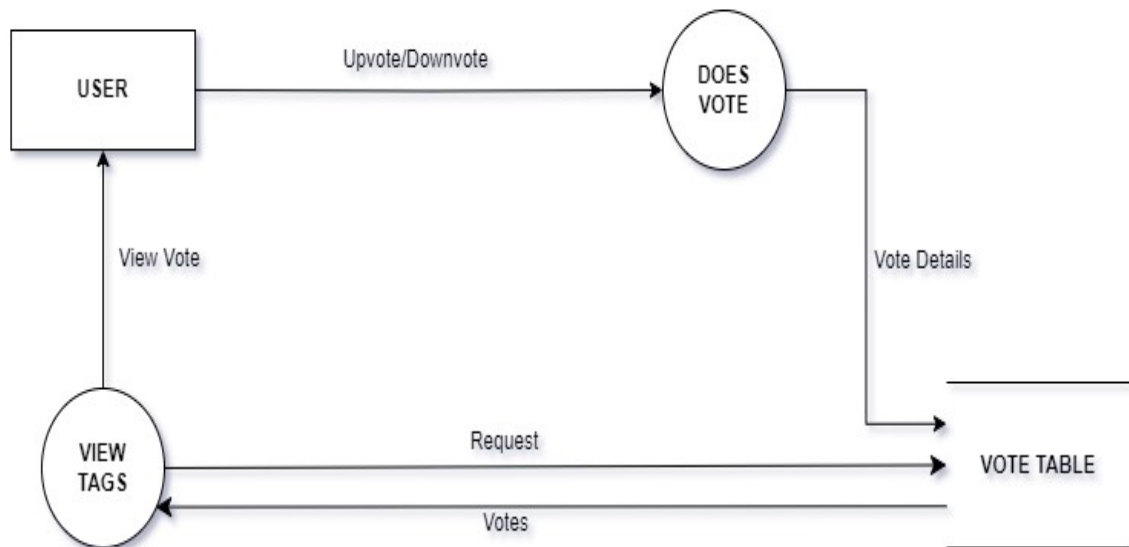 USER
Upvote/Downvote
DOES
VOTE
View Vote
Vote Details
VIEW
TAGS
Request
VOTE TABLE
Votes